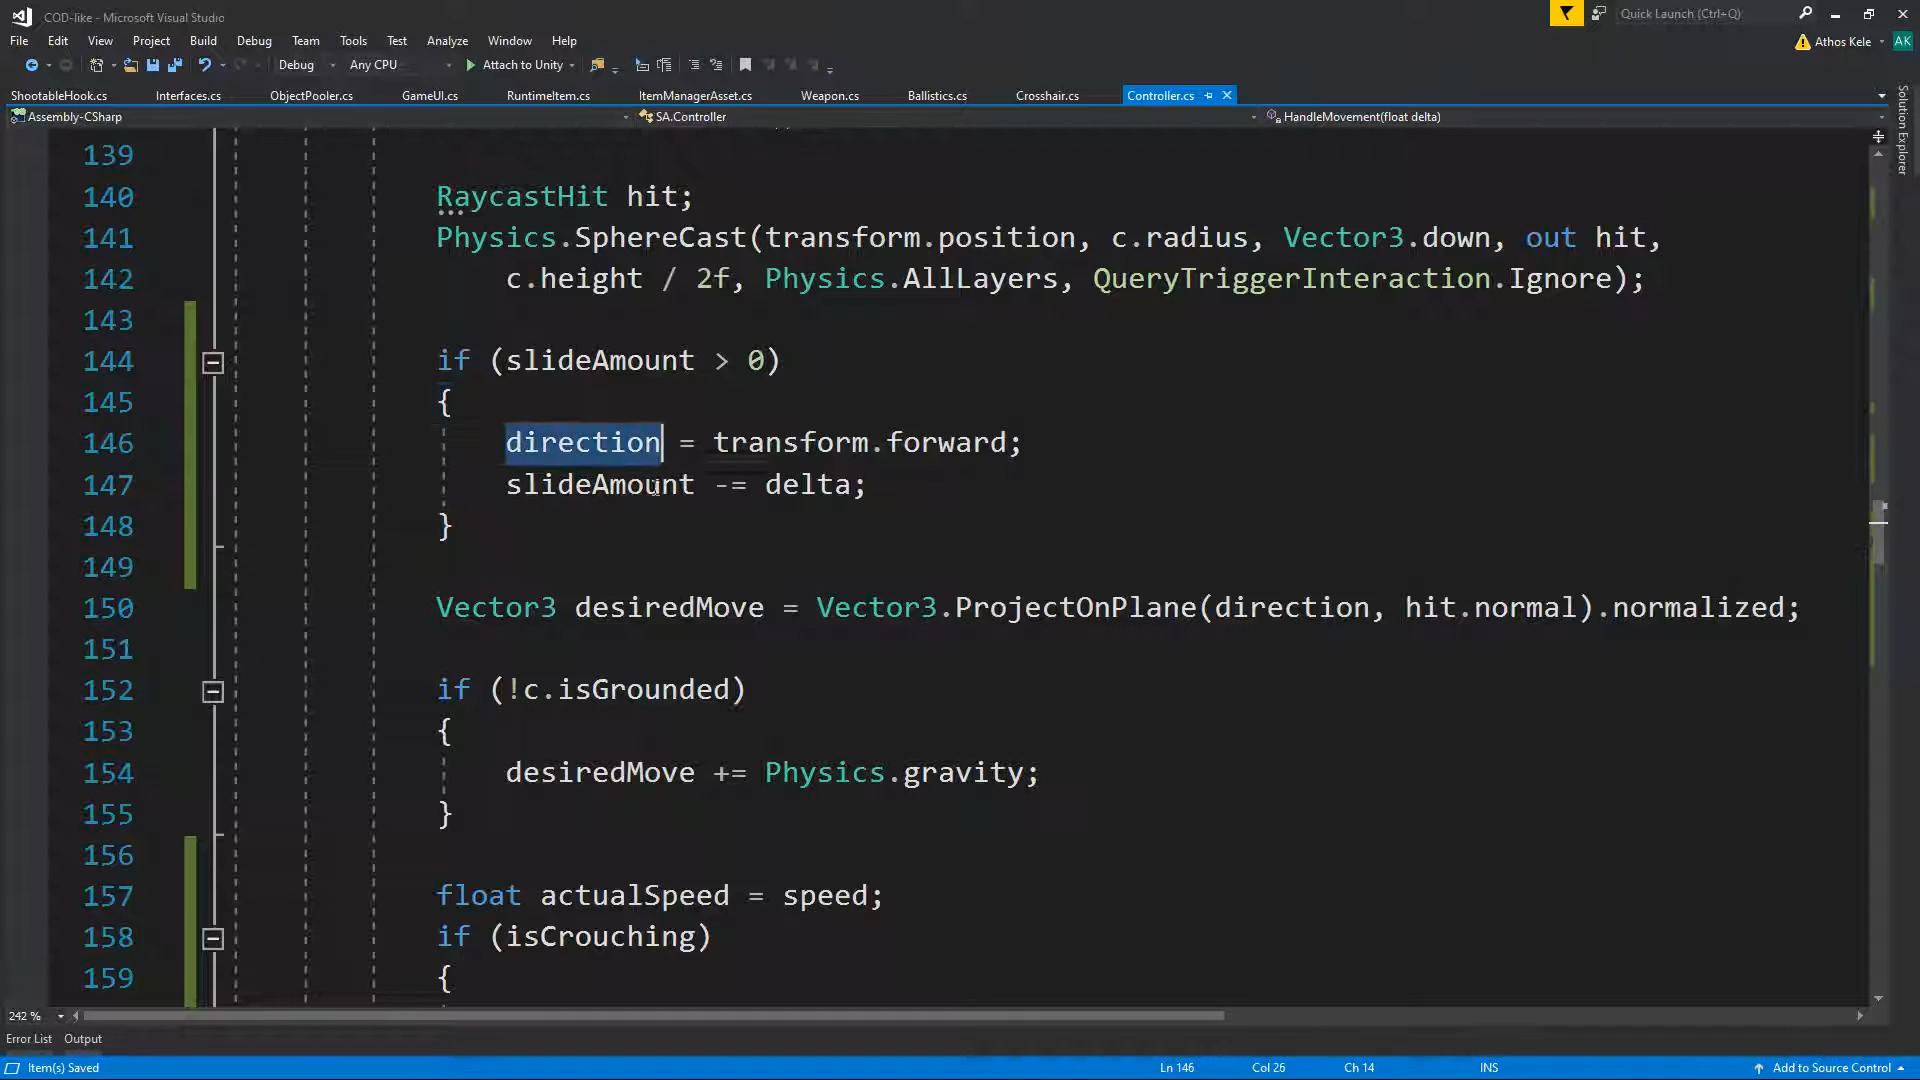 COD-like - Microsoft Visual Studio
Quick Launch (Ctrl+Q)
File Edit View Project Build Debug Team Tools Test Analyze Window Help
Athos Kele AK
Debug Any CPU Attach to Unity
ShootableHook.cs Interfaces.cs ObjectPooler.cs GameUI.cs RuntimeItem.cs ItemManagerAsset.cs Weapon.cs Ballistics.cs Crosshair.cs Controller.cs
Assembly-CSharp SA.Controller HandleMovement(float delta)
Solution Explorer
139
140 RaycastHit hit;
141 Physics.SphereCast(transform.position, c.radius, Vector3.down, out hit,
142 c.height / 2f, Physics.AllLayers, QueryTriggerInteraction.Ignore);
143
144 if (slideAmount > 0)
145 {
146 direction = transform.forward;
147 slideAmount -= delta;
148 }
149
150 Vector3 desiredMove = Vector3.ProjectOnPlane(direction, hit.normal).normalized;
151
152 if (!c.isGrounded)
153 {
154 desiredMove += Physics.gravity;
155 }
156
157 float actualSpeed = speed;
158 if (isCrouching)
159 {
242 %
Error List Output
Item(s) Saved Ln 146 Col 26 Ch 14 INS Add to Source Control